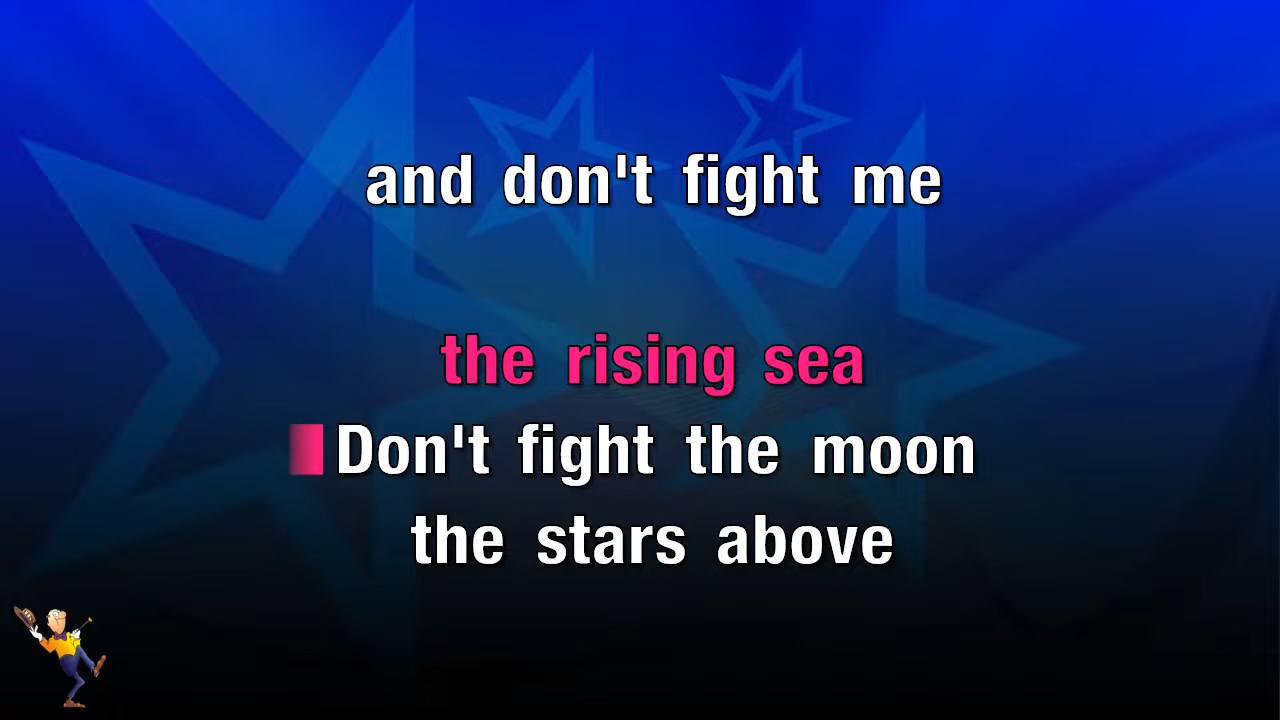 and don't fight me
the rising sea
Don't fight the moon
the stars above